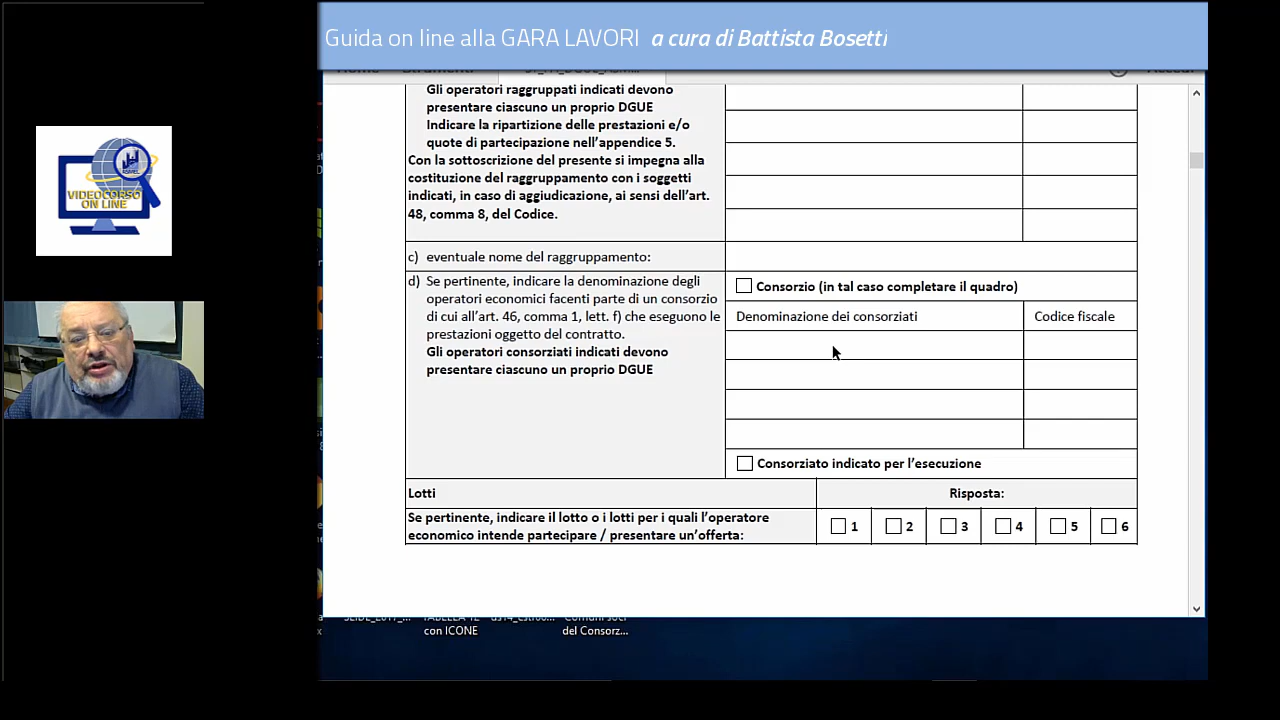 Guida on line alla GARA LAVORI a cura di Battista Bosetti
Gli operatori raggruppati indicati devono
presentare ciascuno un proprio DGUE
Indicare la ripartizione delle prestazioni e/o
quote di partecipazione nell'appendice 5.
Con la sottoscrizione del presente si impegna alla
costituzione del raggruppamento con i soggetti
indicati, in caso di aggiudicazione, ai sensi dell'art.
48, comma 8, del Codice.
c) eventuale nome del raggruppamento:
d) Se pertinente, indicare la denominazione degli
operatori economici facenti parte di un consorzio
di cui all'art. 46, comma 1, lett. f) che eseguono le
prestazioni oggetto del contratto.
Gli operatori consorziati indicati devono
presentare ciascuno un proprio DGUE
Consorzio (in tal caso completare il quadro)
Denominazione dei consorziati Codice fiscale
Consorziato indicato per l'esecuzione
Lotti Risposta:
Se pertinente, indicare il lotto o i lotti per i quali l'operatore
economico intende partecipare / presentare un'offerta:
1 2 3 4 5 6
VIDEOCORSO
ON LINE
con ICONE
del Consorz...